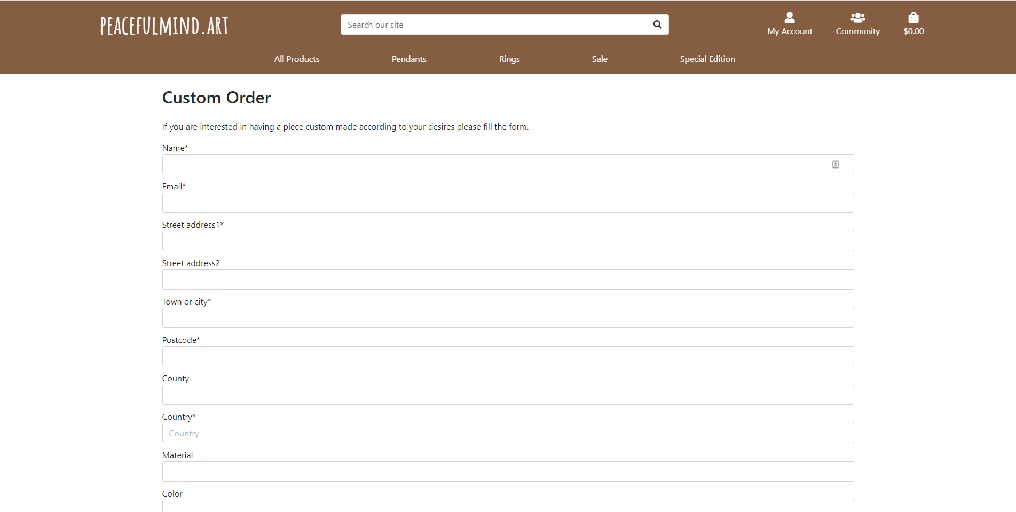 PEACEFULMIND.ART
Search our site
My Account
Community
$0.00
All Products
Pendants
Rings
Sale
Special Edition
Custom Order
If you are interested in having a piece custom made according to your desires please fill the form.
Name*
Email*
Street address1*
Street address2
Town or city*
Postcode*
County
Country*
Country
Material
Color